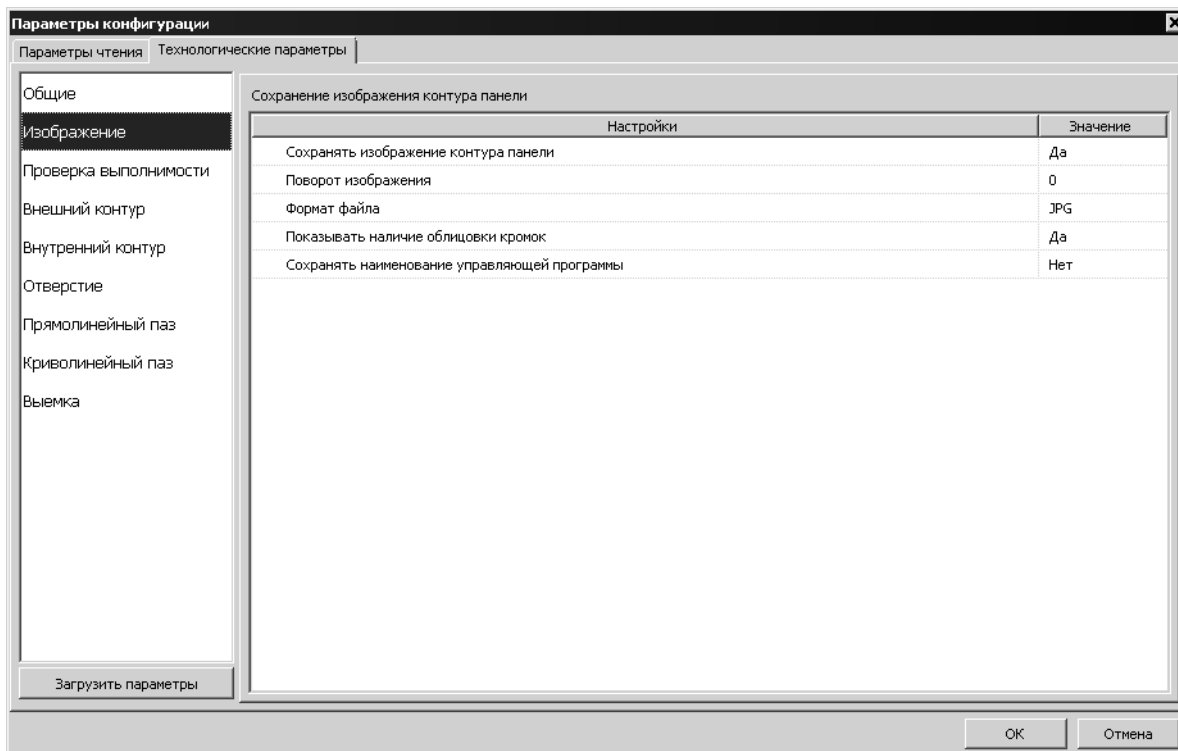 Параметры конфигурации
Параметры чтения Технологические параметры
Общие
Изображение
Проверка выполнимости
Внешний контур
Внутренний контур
Отверстие
Прямолинейный паз
Криволинейный паз
Выемка
Загрузить параметры
Сохранение изображения контура панели
Настройки Значение
Сохранять изображение контура панели Да
Поворот изображения 0
Формат файла JPG
Показывать наличие облицовки кромок Да
Сохранять наименование управляющей программы Нет
OK Отмена